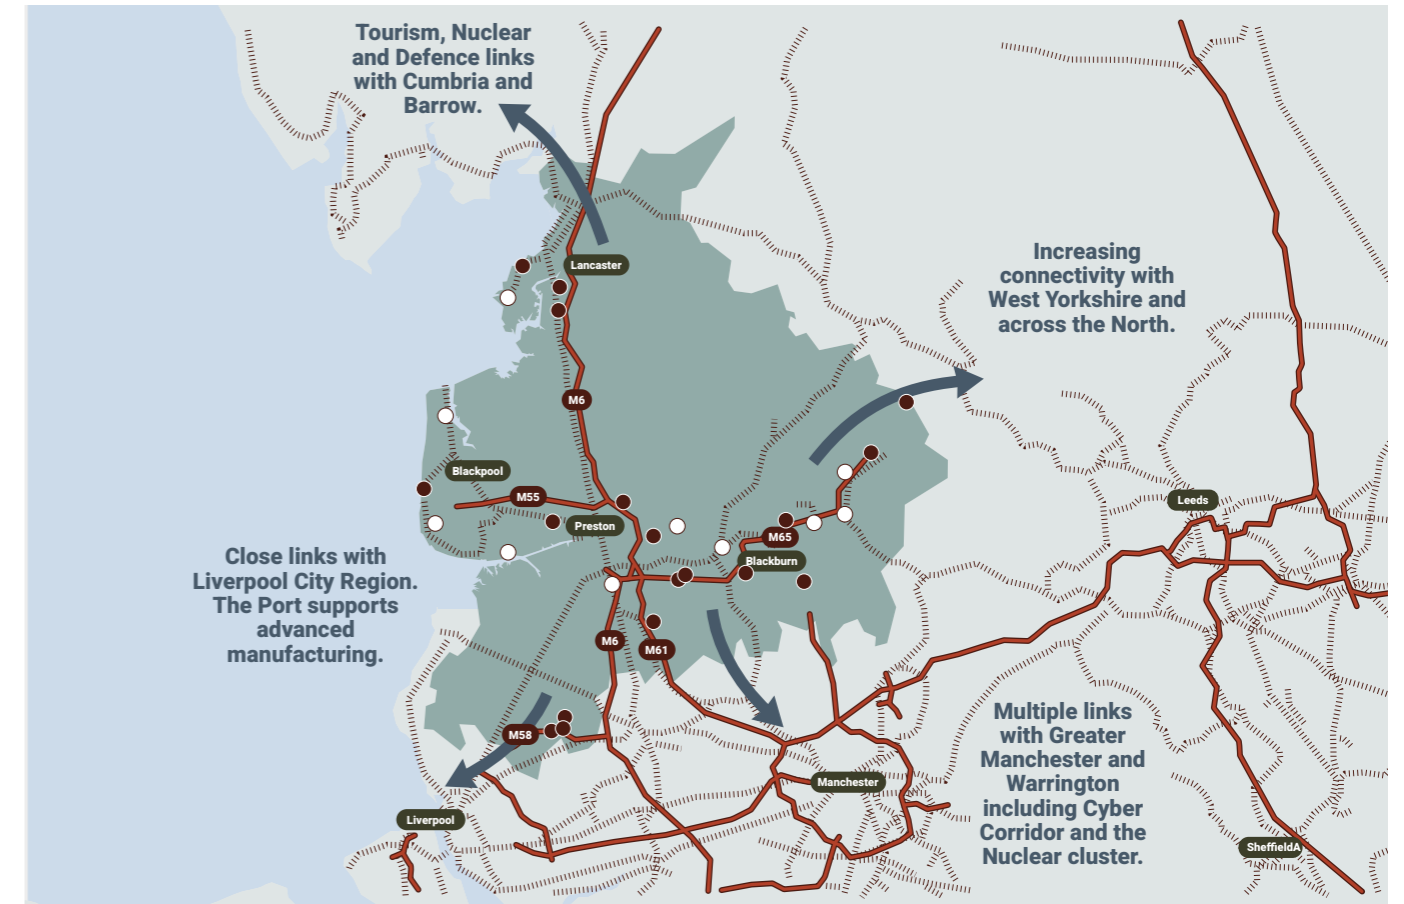 Tourism, Nuclear
and Defence links
with Cumbria and
Barrow.
Increasing
connectivity with
West Yorkshire and
across the North.
Lancaster
M6
Blackpool
M55
Preston
M65
Blackburn
Leeds
Close links with
Liverpool City Region.
The Port supports
advanced
manufacturing.
M6
M61
M58
Multiple links
with Greater
Manchester and
Warrington
including Cyber
Corridor and the
Nuclear cluster.
Manchester
Liverpool
SheffieldA